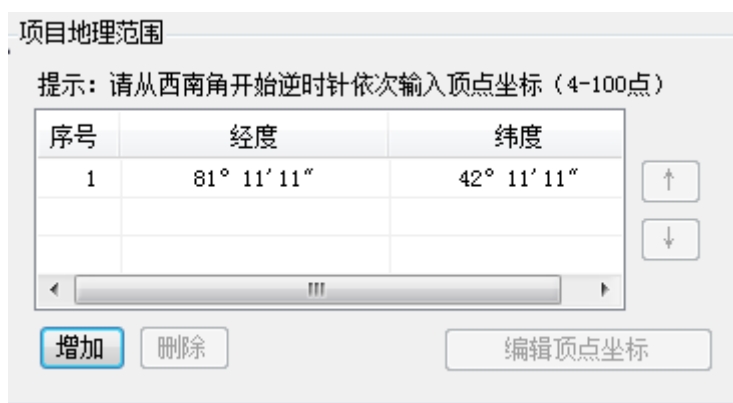 项目地理范围
提示：请从西南角开始逆时针依次输入顶点坐标（4-100点）
序号 经度 纬度
1 81° 11′11″ 42° 11′11″
↑
↓
增加 删除 编辑顶点坐标